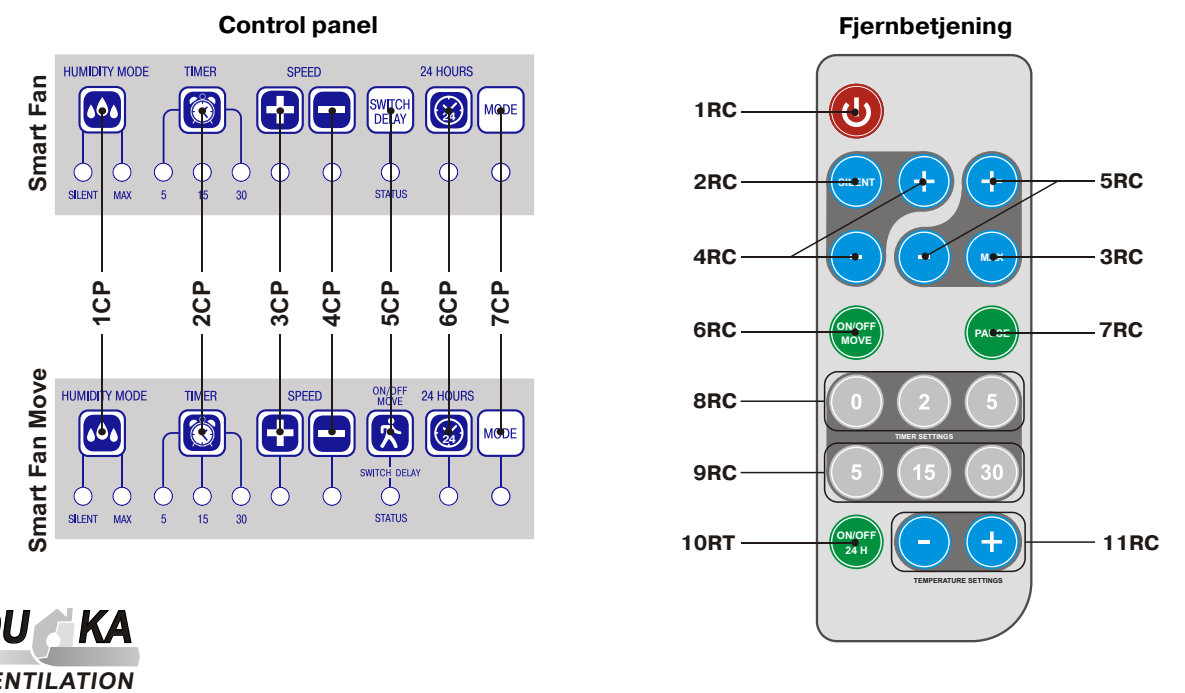 Control panel
Smart Fan
HUMIDITY MODE TIMER SPEED 24 HOURS
SWITCH DELAY 24 MODE
SILENT MAX 5 15 30 STATUS
1CP 2CP 3CP 4CP 5CP 6CP 7CP
Smart Fan Move
HUMIDITY MODE TIMER SPEED ON/OFF MOVE 24 HOURS
24 MODE
SWITCH DELAY
SILENT MAX 5 15 30 STATUS
KA
Fjernbetjening
1RC
2RC SILENT + + 5RC
4RC - - MAX 3RC
6RC ON/OFF MOVE PAUSE 7RC
8RC 0 2 5
TIMER SETTINGS
9RC 5 15 30
10RT ON/OFF 24 H - + 11RC
TEMPERATURE SETTINGS